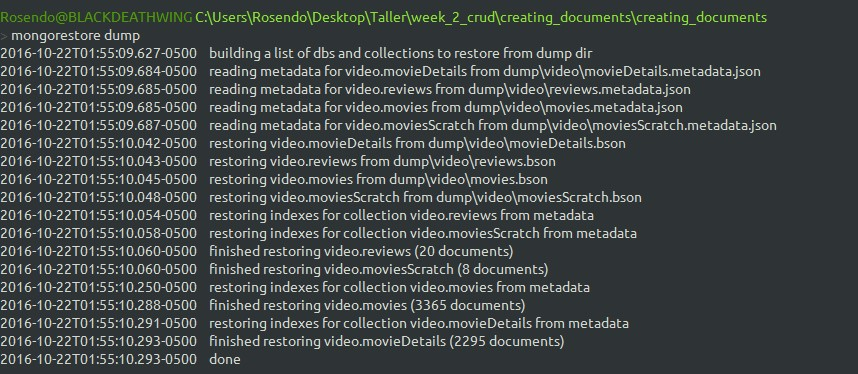 Rosendo@BLACKDEATHWING C:\Users\Rosendo\Desktop\Taller\week_2_crud\creating_documents\creating_documents
> mongorestore dump
2016-10-22T01:55:09.627-0500 building a list of dbs and collections to restore from dump dir
2016-10-22T01:55:09.684-0500 reading metadata for video.movieDetails from dump\video\movieDetails.metadata.json
2016-10-22T01:55:09.685-0500 reading metadata for video.reviews from dump\video\reviews.metadata.json
2016-10-22T01:55:09.685-0500 reading metadata for video.movies from dump\video\movies.metadata.json
2016-10-22T01:55:09.687-0500 reading metadata for video.moviesScratch from dump\video\moviesScratch.metadata.json
2016-10-22T01:55:10.042-0500 restoring video.movieDetails from dump\video\movieDetails.bson
2016-10-22T01:55:10.043-0500 restoring video.reviews from dump\video\reviews.bson
2016-10-22T01:55:10.045-0500 restoring video.movies from dump\video\movies.bson
2016-10-22T01:55:10.048-0500 restoring video.moviesScratch from dump\video\moviesScratch.bson
2016-10-22T01:55:10.054-0500 restoring indexes for collection video.reviews from metadata
2016-10-22T01:55:10.058-0500 restoring indexes for collection video.moviesScratch from metadata
2016-10-22T01:55:10.060-0500 finished restoring video.reviews (20 documents)
2016-10-22T01:55:10.060-0500 finished restoring video.moviesScratch (8 documents)
2016-10-22T01:55:10.250-0500 restoring indexes for collection video.movies from metadata
2016-10-22T01:55:10.288-0500 finished restoring video.movies (3365 documents)
2016-10-22T01:55:10.291-0500 restoring indexes for collection video.movieDetails from metadata
2016-10-22T01:55:10.293-0500 finished restoring video.movieDetails (2295 documents)
2016-10-22T01:55:10.293-0500 done